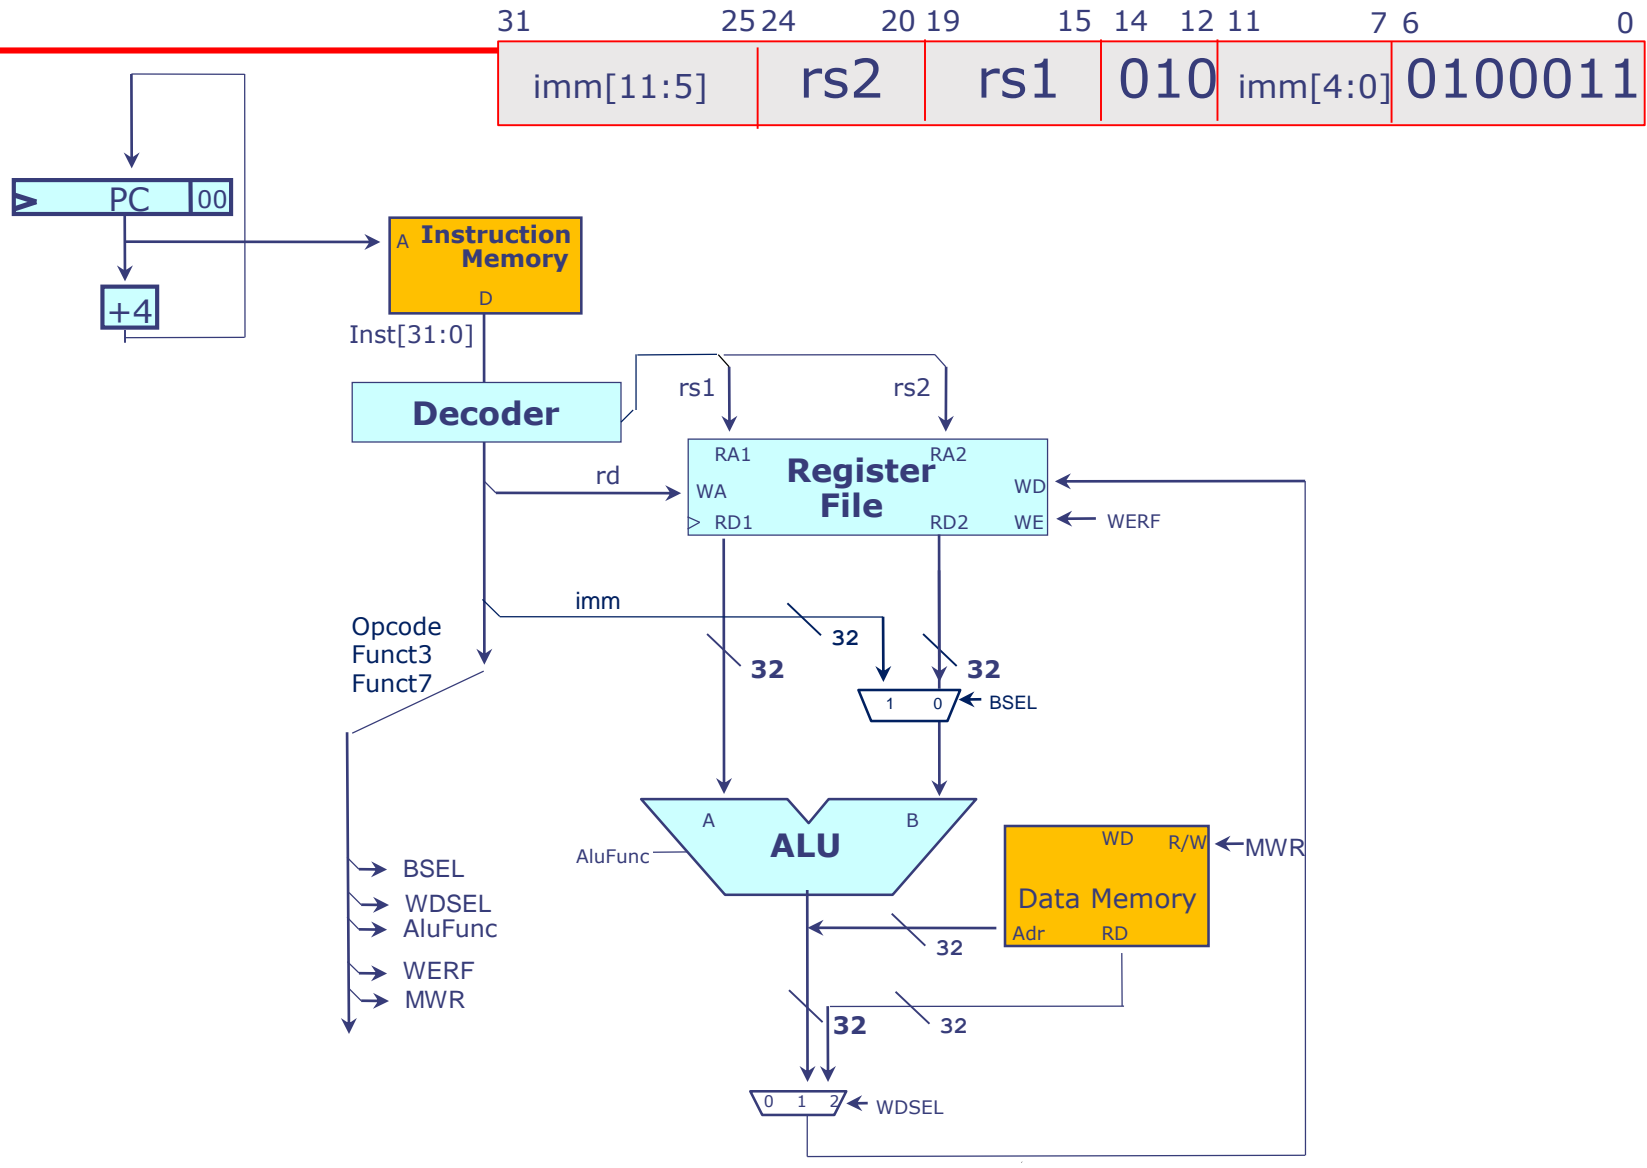 31 25 24 20 19 15 14 12 11 7 6 0
imm[11:5] rs2 rs1 010 imm[4:0] 0100011
PC 00
+4
A Instruction
Memory
D
Inst[31:0]
Decoder
rs1 rs2
rd
RA1 RA2
Register
File
WA WD
RD1 RD2 WE
WERF
imm
32
32
32
Opcode
Funct3
Funct7
1 0
BSEL
A B
ALU
AluFunc
WD R/W
MWR
Data Memory
Adr RD
32
32
32
BSEL
WDSEL
AluFunc
WERF
MWR
0 1 2
WDSEL